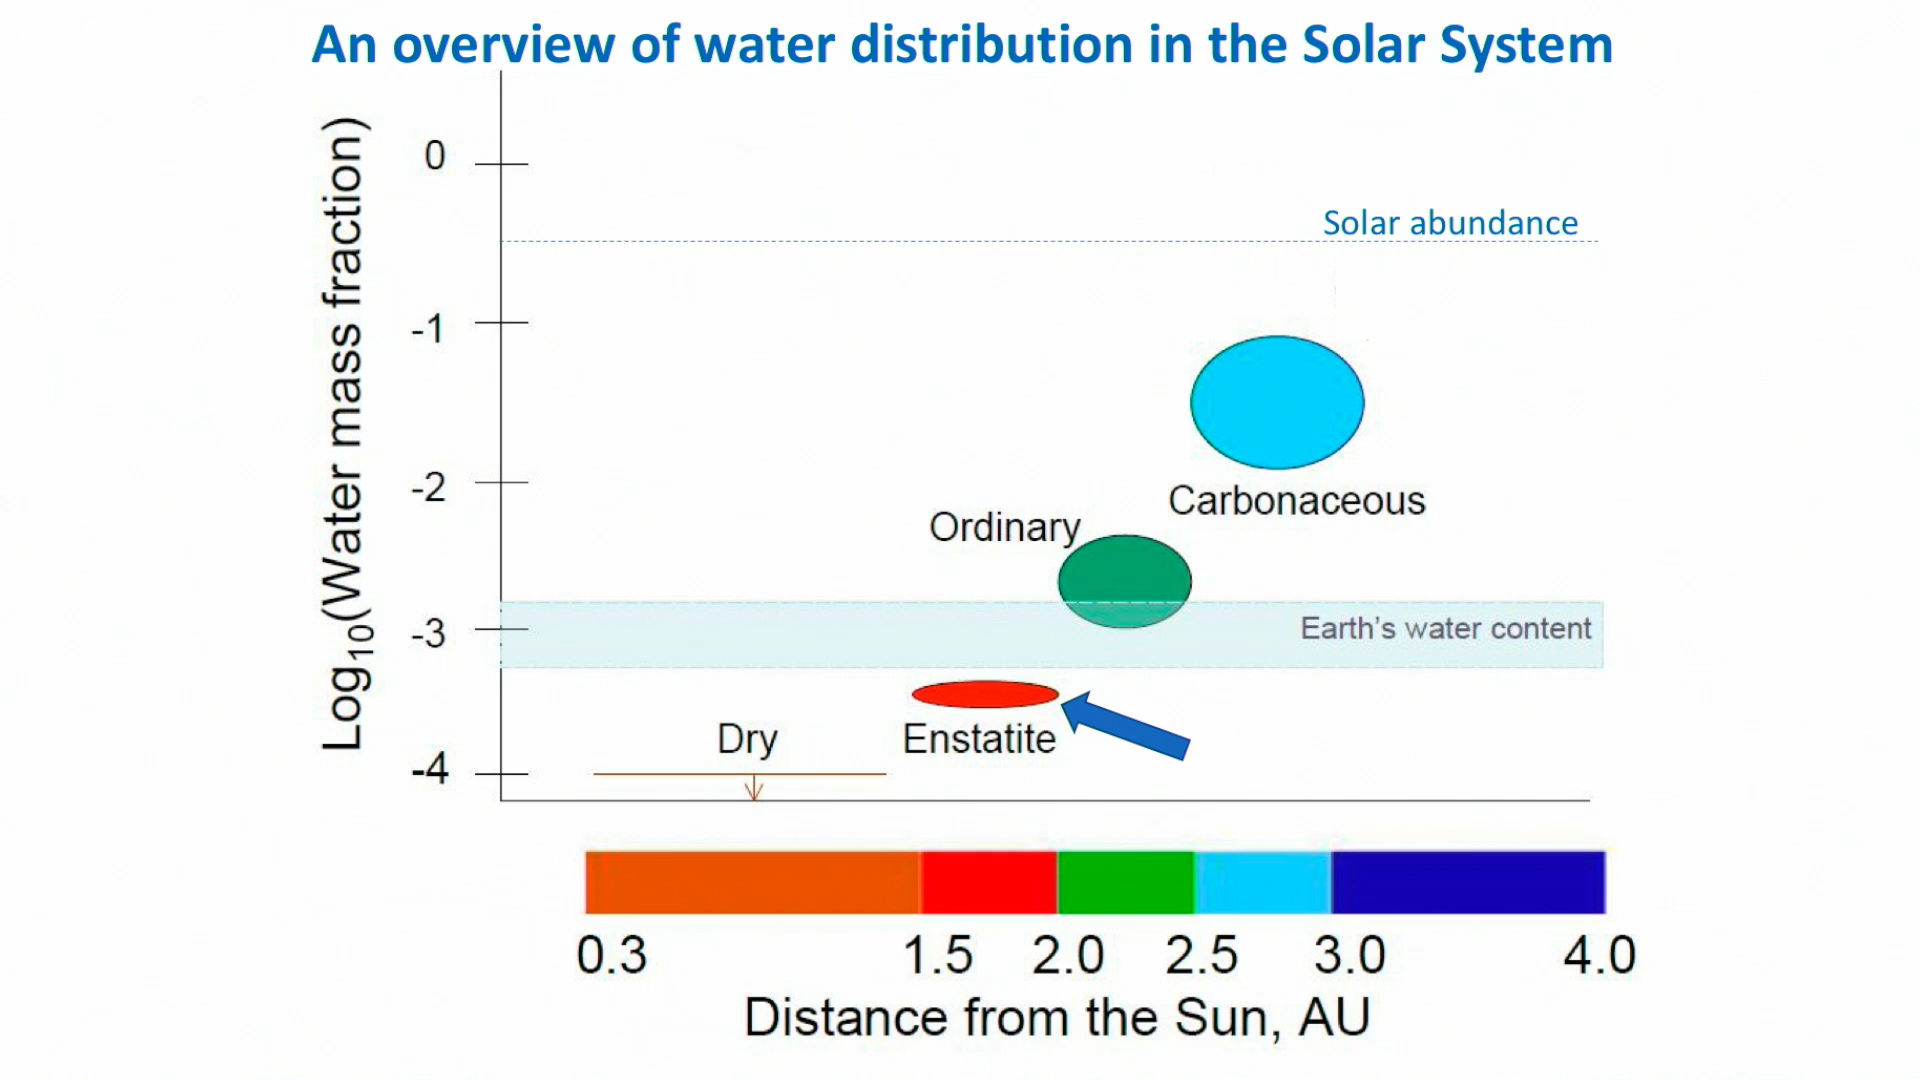 An overview of water distribution in the Solar System
Log10(Water mass fraction)
0
-1
-2
-3
-4
Solar abundance
Carbonaceous
Ordinary
Earth's water content
Dry
Enstatite
0.3 1.5 2.0 2.5 3.0 4.0
Distance from the Sun, AU